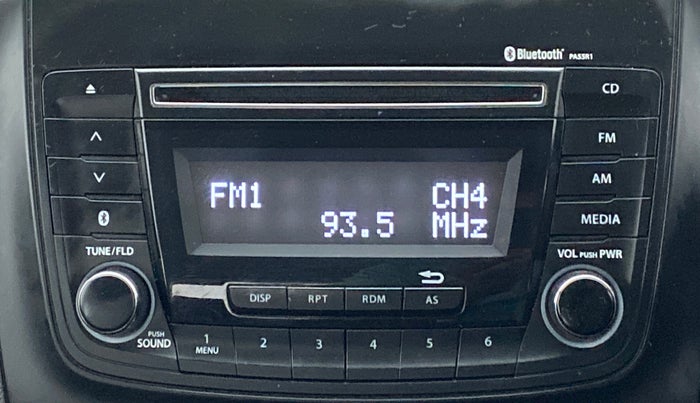 Bluetooth® PA5SR1
CD
FM
AM
MEDIA
FM1 CH4
93.5 MHz
TUNE/FLD
VOL PUSH PWR
DISP RPT RDM AS
PUSH
SOUND
1 2 3 4 5 6
MENU